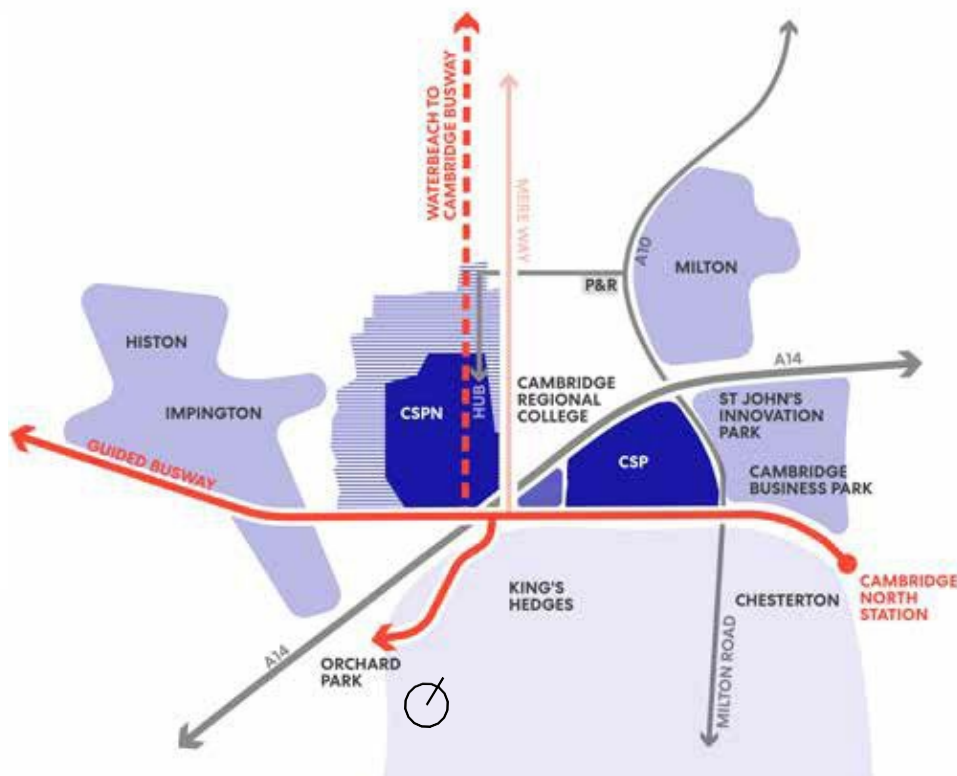 WATERBEACH TO
CAMBRIDGE BUSWAY
MERE WAY
A10
MILTON
P&R
HISTON
IMPINGTON
GUIDED BUSWAY
CSPN
HUB
CAMBRIDGE
REGIONAL
COLLEGE
A14
ST JOHN'S
INNOVATION
PARK
CSP
CAMBRIDGE
BUSINESS PARK
KING'S
HEDGES
CHESTERTON
CAMBRIDGE
NORTH
STATION
A14
ORCHARD
PARK
MILTON ROAD